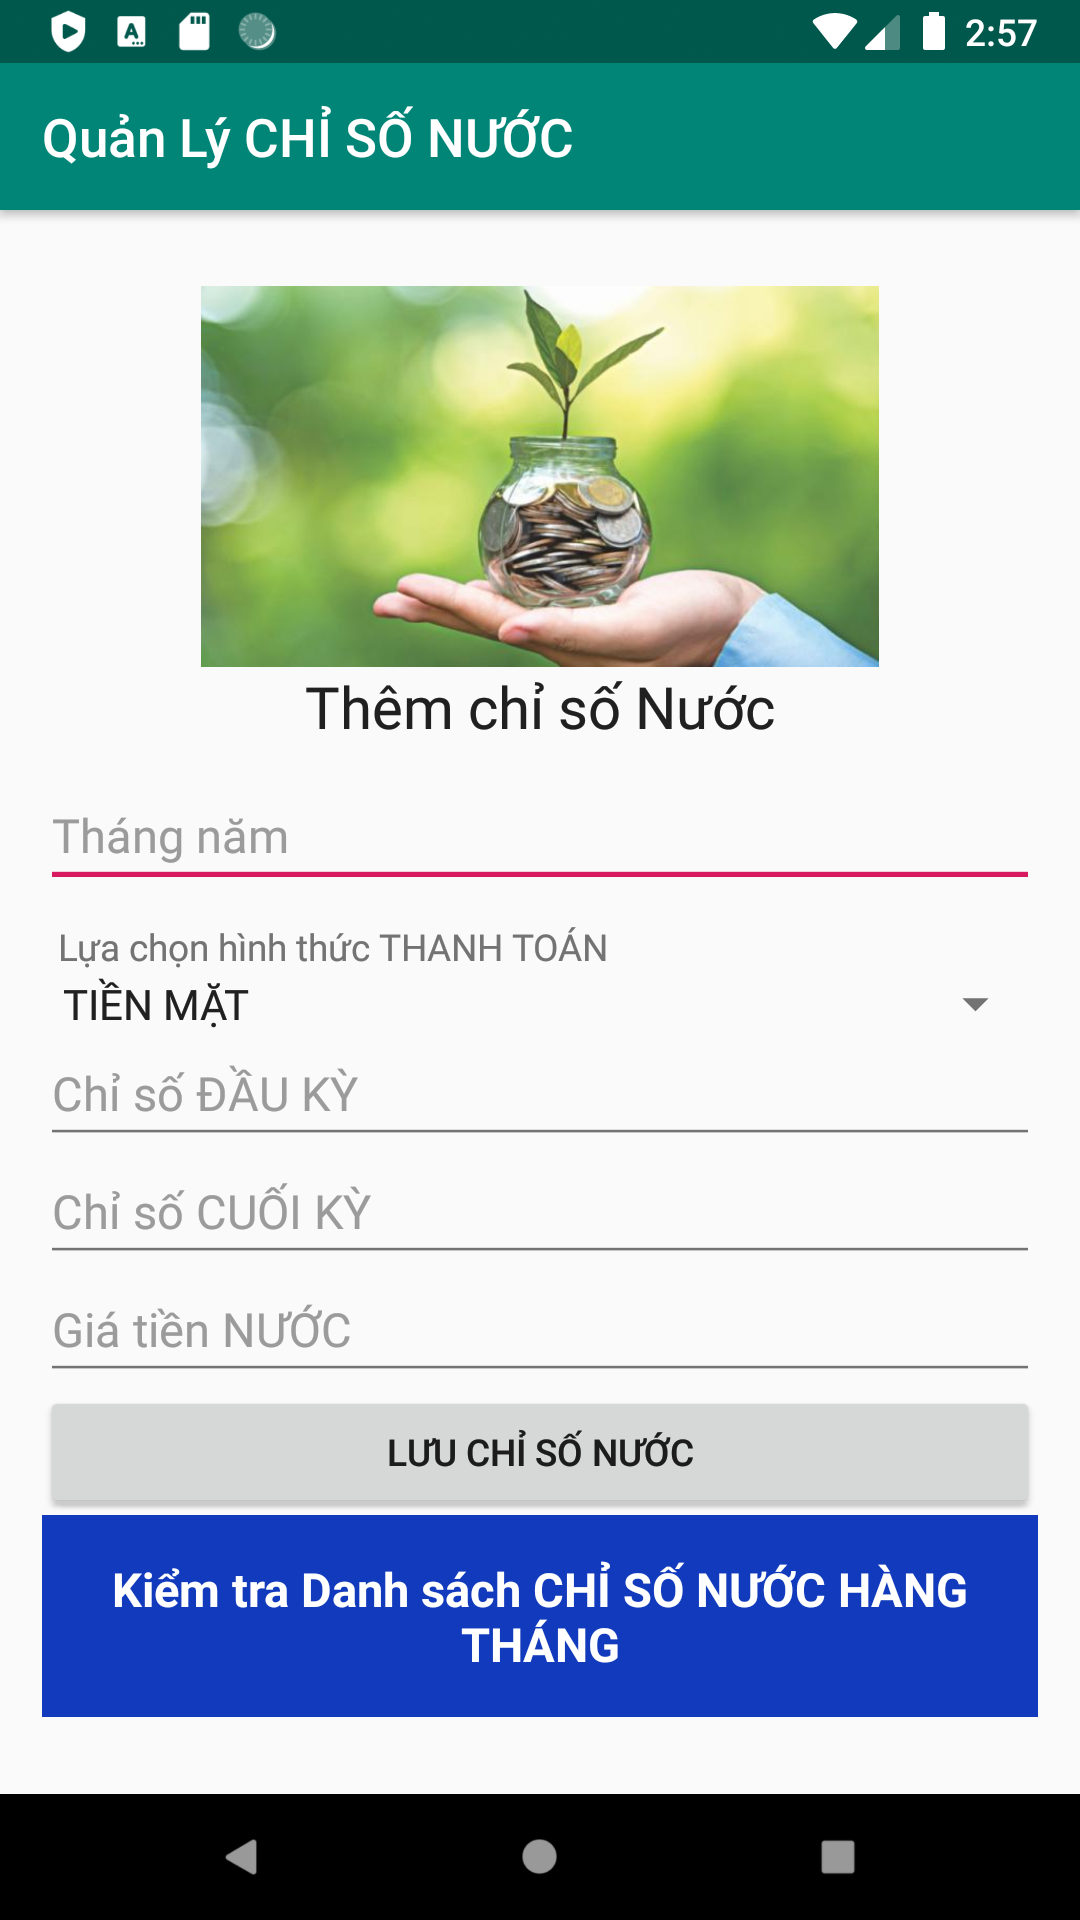 2:57
Quản Lý CHỈ SỐ NƯỚC
Thêm chỉ số Nước
Tháng năm
Lựa chọn hình thức THANH TOÁN
TIỀN MẶT
Chỉ số ĐẦU KỲ
Chỉ số CUỐI KỲ
Giá tiền NƯỚC
LƯU CHỈ SỐ NƯỚC
Kiểm tra Danh sách CHỈ SỐ NƯỚC HÀNG
THÁNG